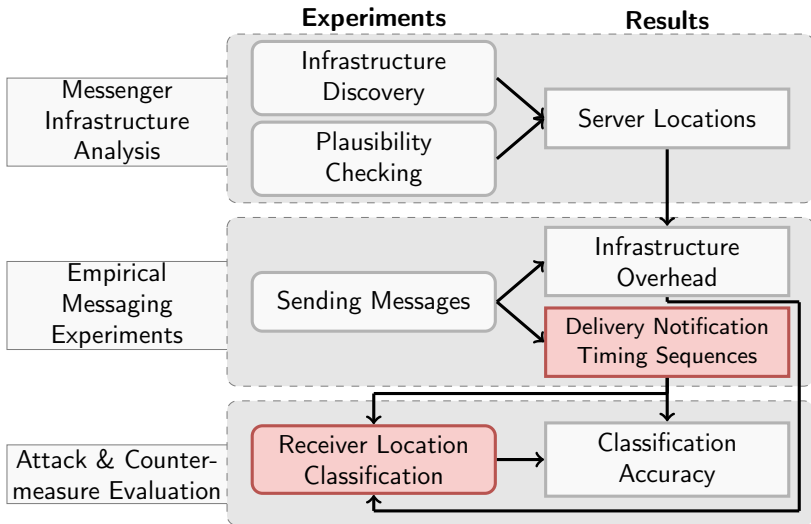 Experiments
Results
Messenger
Infrastructure
Analysis
Infrastructure
Discovery
Plausibility
Checking
Server Locations
Empirical
Messaging
Experiments
Sending Messages
Infrastructure
Overhead
Delivery Notification
Timing Sequences
Attack & Counter-
measure Evaluation
Receiver Location
Classification
Classification
Accuracy